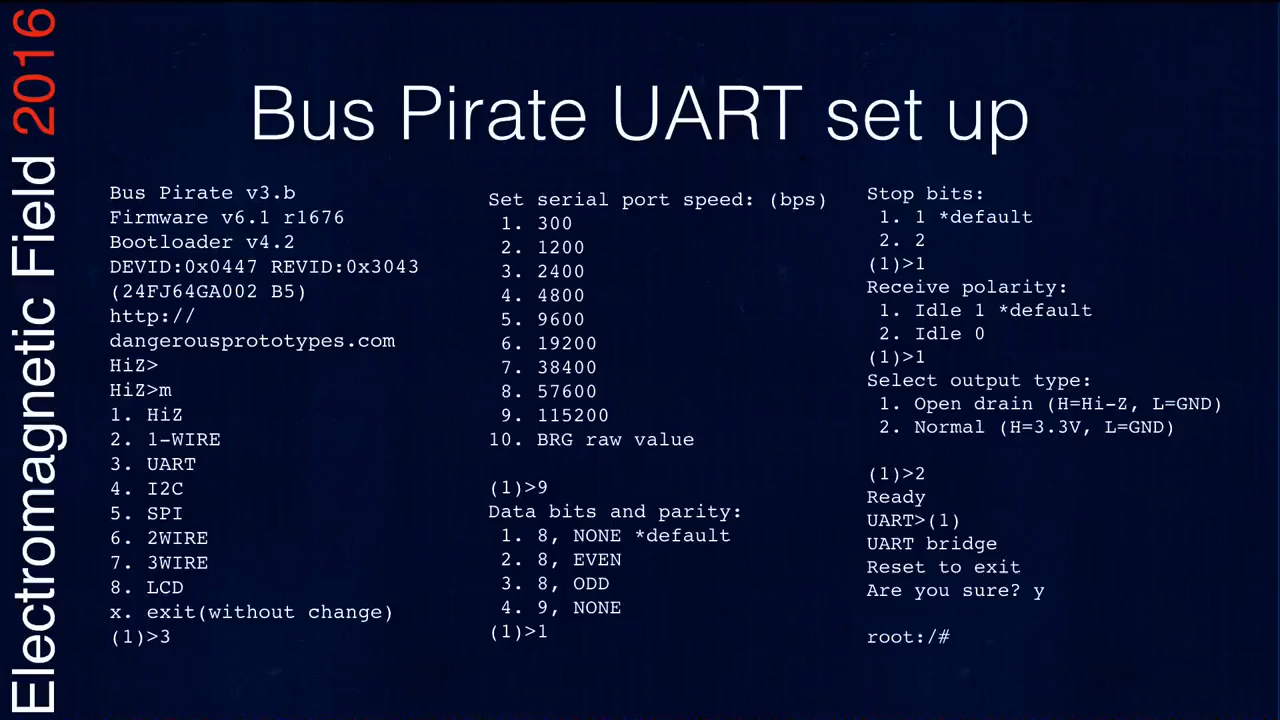 Electromagnetic Field 2016
Bus Pirate UART set up
Bus Pirate v3.b
Firmware v6.1 r1676
Bootloader v4.2
DEVID:0x0447 REVID:0x3043
(24FJ64GA002 B5)
http://
dangerousprototypes.com
HiZ>
HiZ>m
1. HiZ
2. 1-WIRE
3. UART
4. I2C
5. SPI
6. 2WIRE
7. 3WIRE
8. LCD
x. exit(without change)
(1)>3
Set serial port speed: (bps)
1. 300
2. 1200
3. 2400
4. 4800
5. 9600
6. 19200
7. 38400
8. 57600
9. 115200
10. BRG raw value
(1)>9
Data bits and parity:
1. 8, NONE *default
2. 8, EVEN
3. 8, ODD
4. 9, NONE
(1)>1
Stop bits:
1. 1 *default
2. 2
(1)>1
Receive polarity:
1. Idle 1 *default
2. Idle 0
(1)>1
Select output type:
1. Open drain (H=Hi-Z, L=GND)
2. Normal (H=3.3V, L=GND)
(1)>2
Ready
UART>(1)
UART bridge
Reset to exit
Are you sure? y
root:/#